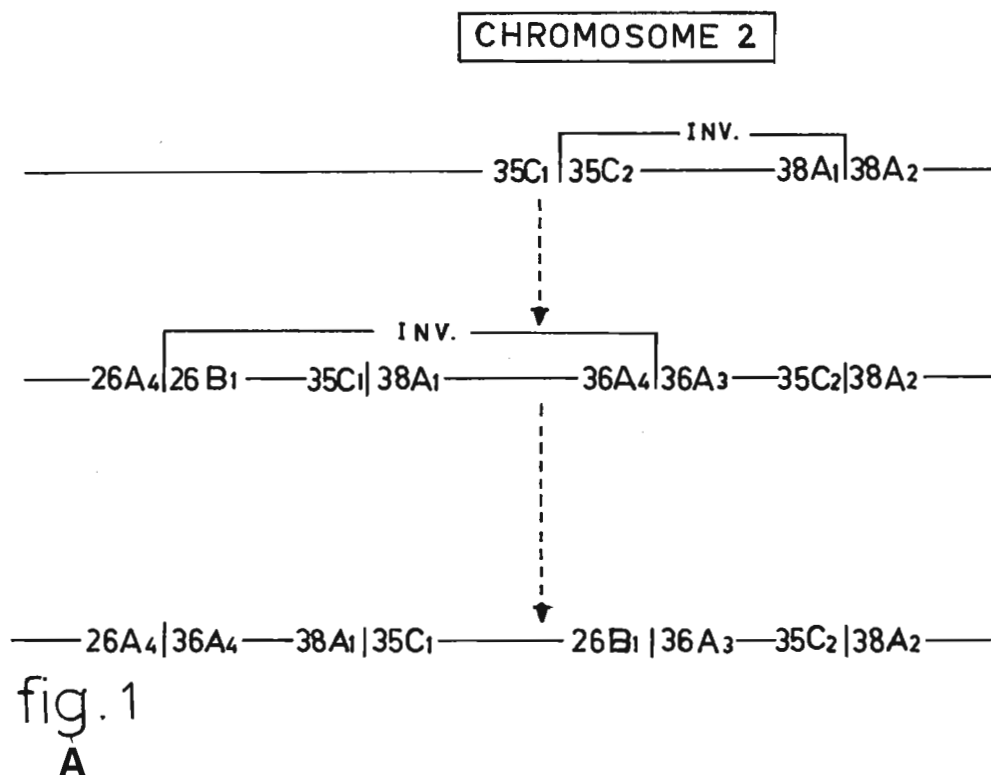 CHROMOSOME 2
INV.
35C1 | 35C2 38A1 | 38A2
INV.
26A4 | 26B1 35C1 | 38A1 36A4 | 36A3 35C2 | 38A2
26A4 | 36A4 38A1 | 35C1 26B1 | 36A3 35C2 | 38A2
fig. 1
A